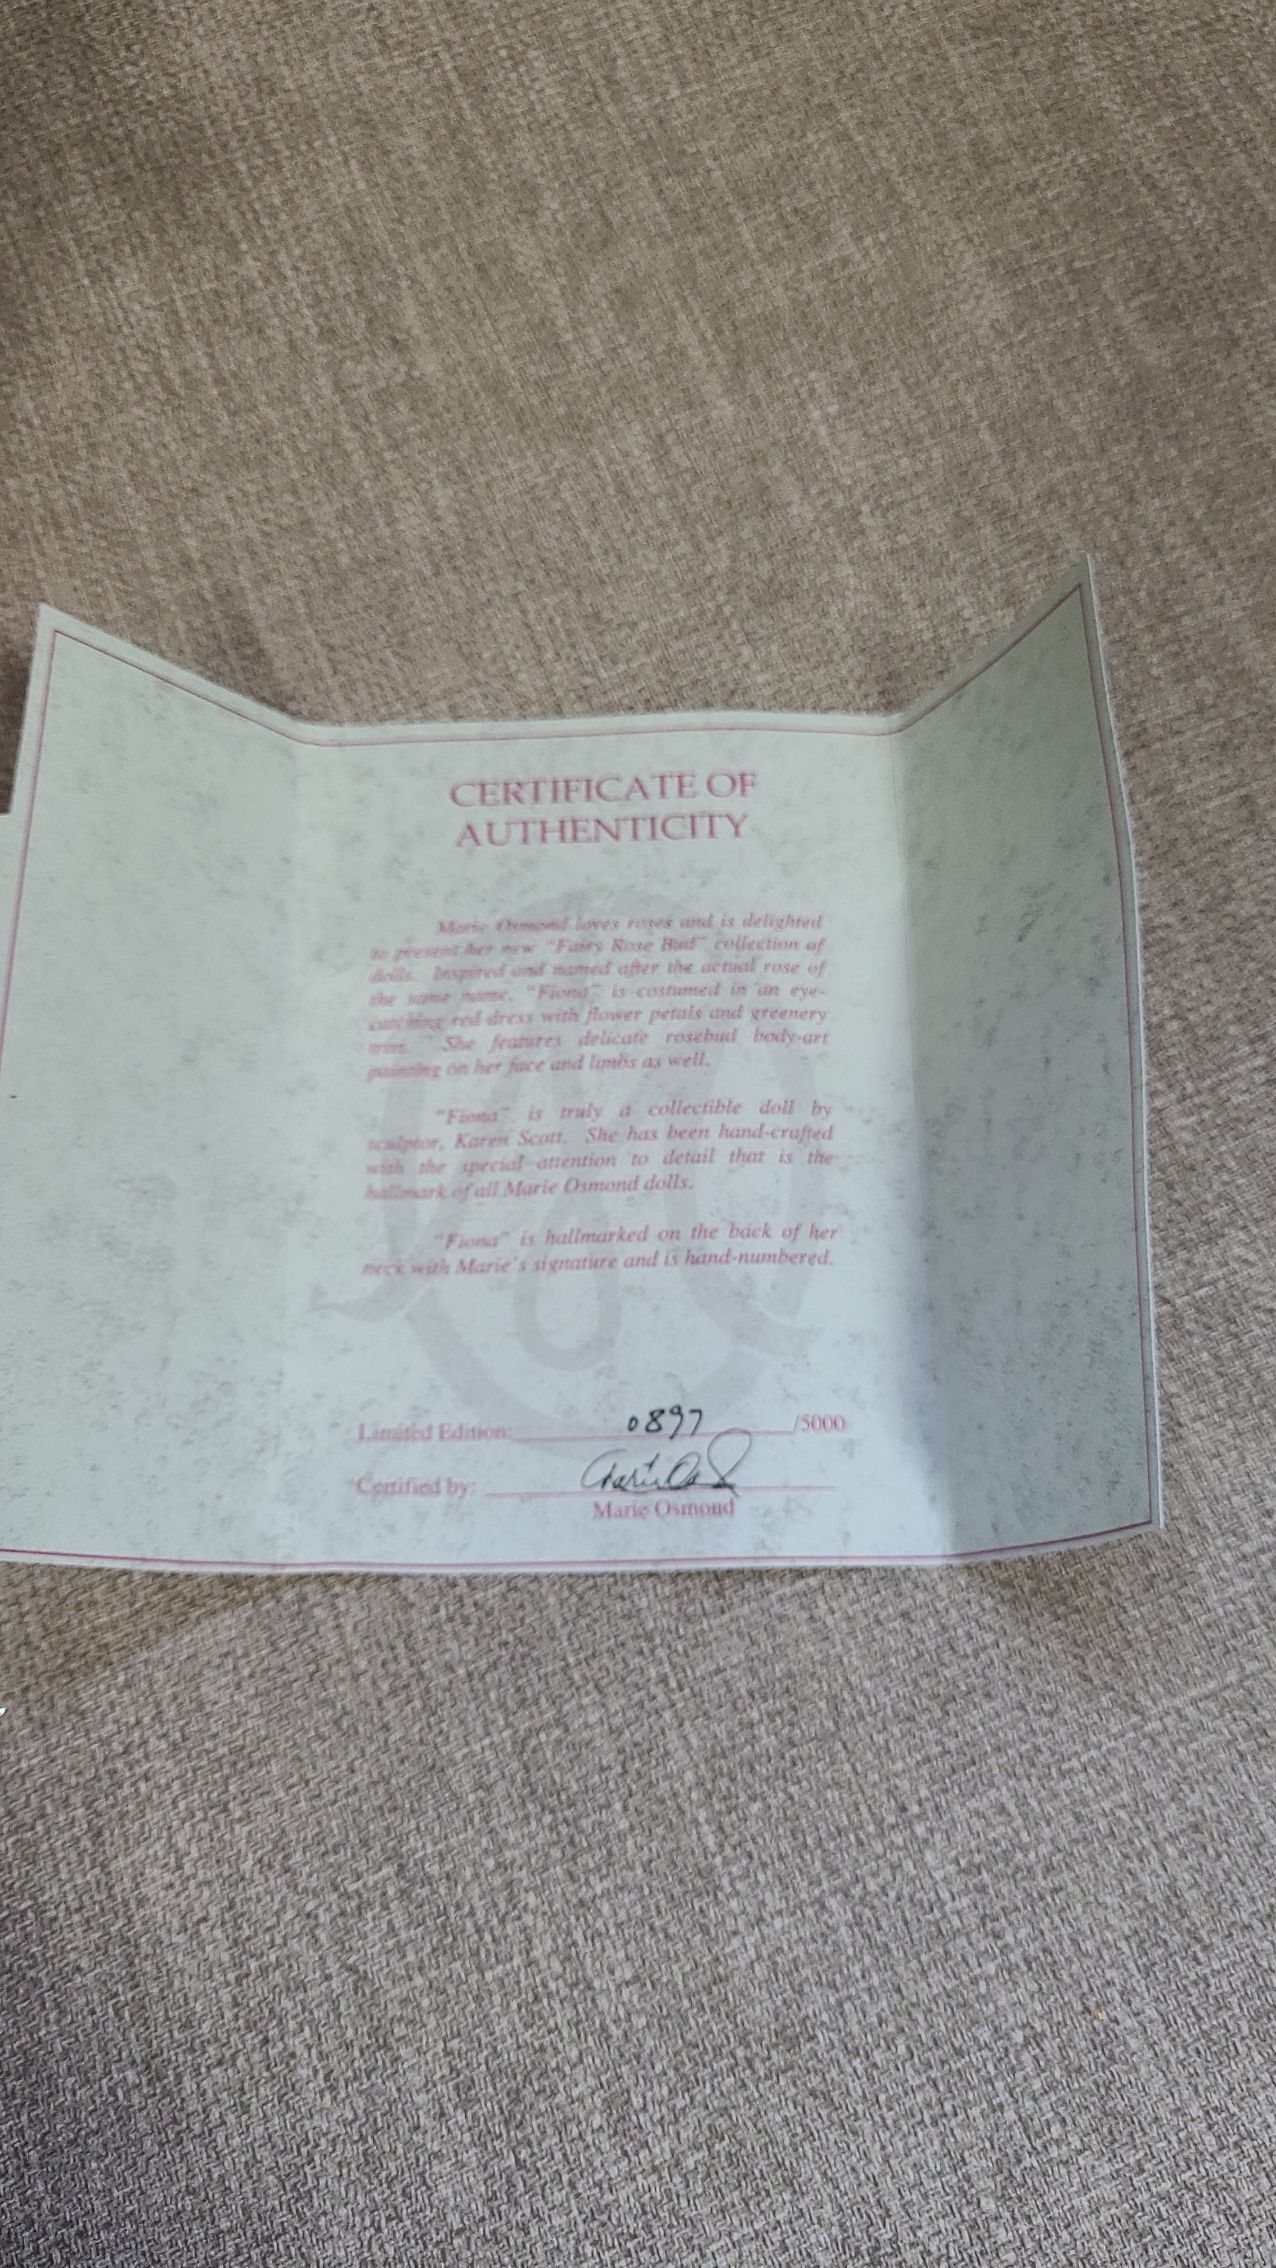 CERTIFICATE OF
AUTHENTICITY
Marie Osmond loves roses and is delighted
to present her new "Fairy Rose Bud" collection of
dolls. Inspired and named after the actual rose of
the same name, "Fiona" is costumed in an eye-
catching red dress with flower petals and greenery
trim. She features delicate rosebud body-art
painting on her face and limbs as well.
"Fiona" is truly a collectible doll by
sculptor, Karen Scott. She has been hand-crafted
with the special attention to detail that is the
hallmark of all Marie Osmond dolls.
"Fiona" is hallmarked on the back of her
neck with Marie's signature and is hand-numbered.
Limited Edition: 0897 /5000
Certified by: Marie Os
Marie Osmond